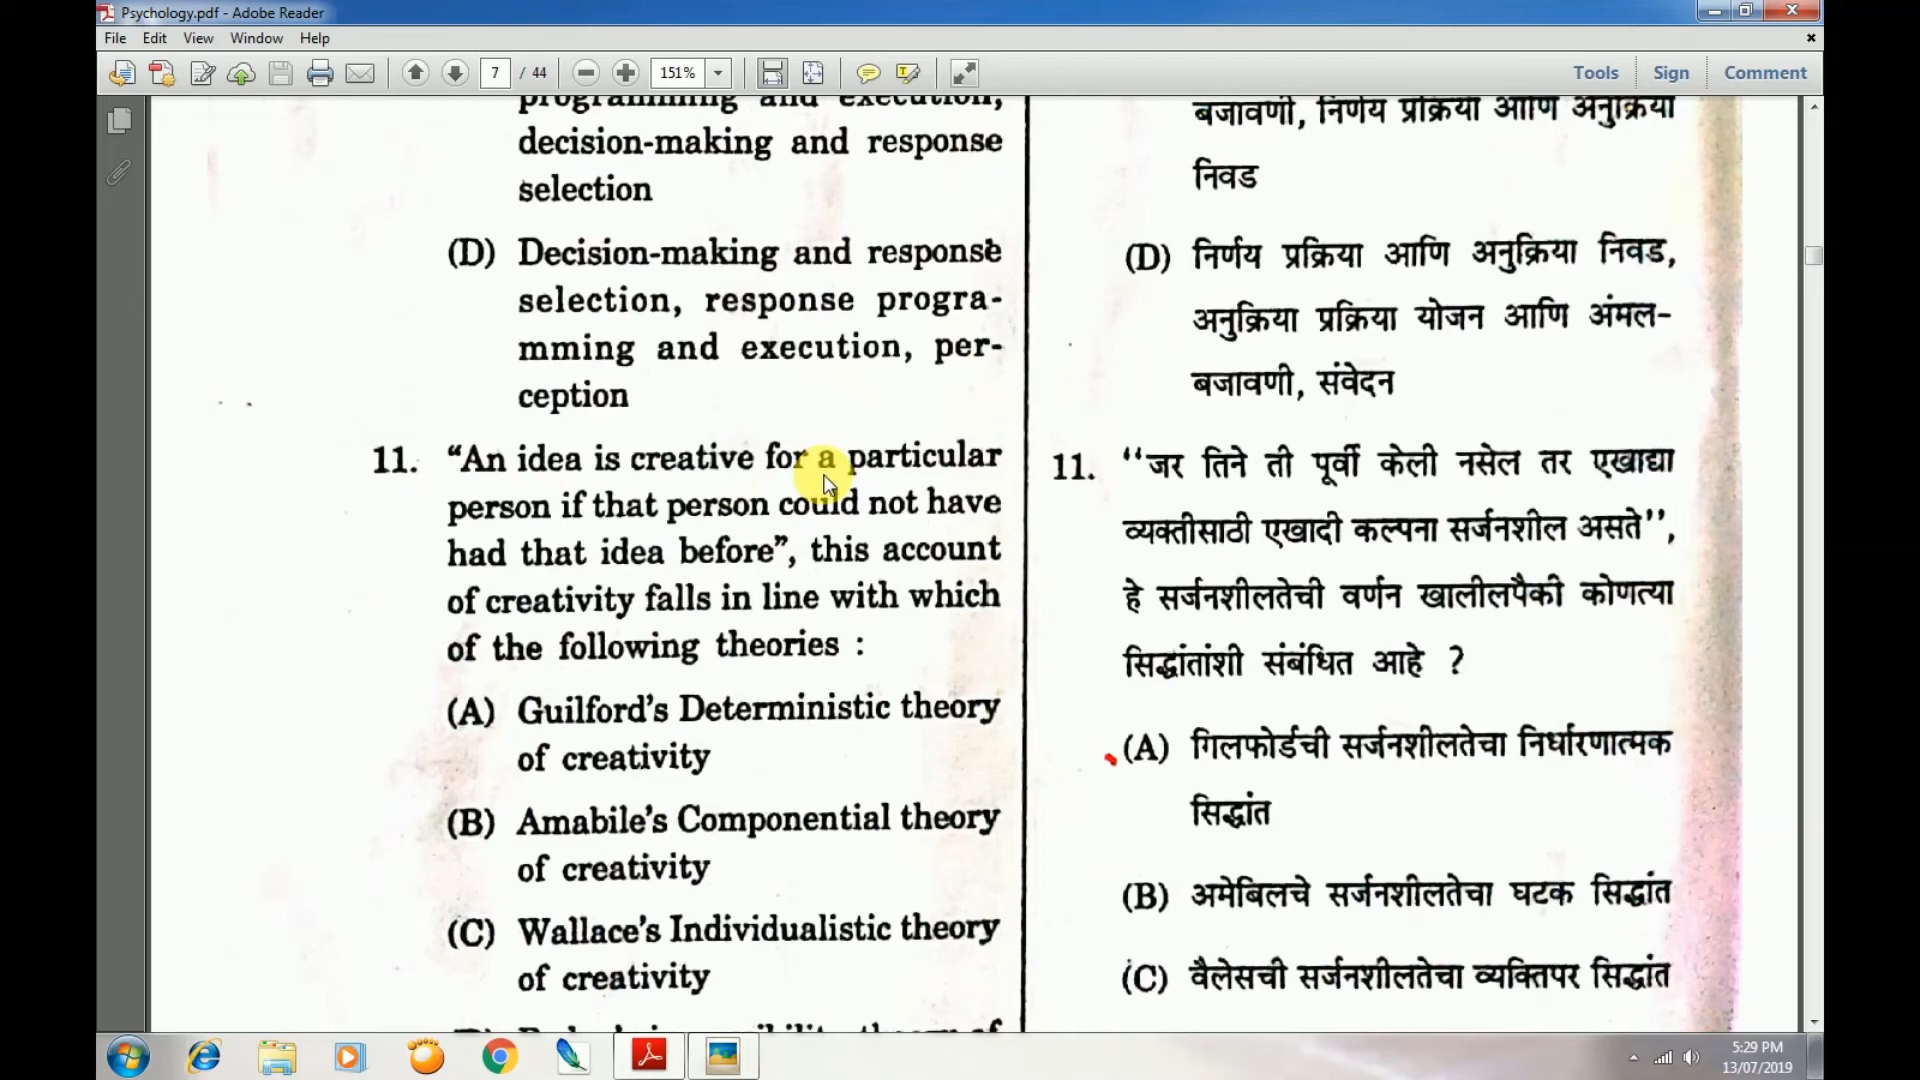 Psychology.pdf - Adobe Reader
File Edit View Window Help
7 / 44
151%
Tools Sign Comment
programming and execution,
decision-making and response
selection
(D) Decision-making and response
selection, response progra-
mming and execution, per-
ception
11. “An idea is creative for a particular
person if that person could not have
had that idea before”, this account
of creativity falls in line with which
of the following theories :
(A) Guilford’s Deterministic theory
of creativity
(B) Amabile’s Componential theory
of creativity
(C) Wallace’s Individualistic theory
of creativity
बजावणी, निर्णय प्रक्रिया आणि अनुक्रिया
निवड
(D) निर्णय प्रक्रिया आणि अनुक्रिया निवड,
अनुक्रिया प्रक्रिया योजन आणि अंमल-
बजावणी, संवेदन
11. ‘‘जर तिने ती पूर्वी केली नसेल तर एखाद्या
व्यक्तीसाठी एखादी कल्पना सर्जनशील असते’’,
हे सर्जनशीलतेची वर्णन खालीलपैकी कोणत्या
सिद्धांतांशी संबंधित आहे ?
(A) गिलफोर्डची सर्जनशीलतेचा निर्धारणात्मक
सिद्धांत
(B) अमेबिलचे सर्जनशीलतेचा घटक सिद्धांत
(C) वैलेसची सर्जनशीलतेचा व्यक्तिपर सिद्धांत
5:29 PM
13/07/2019